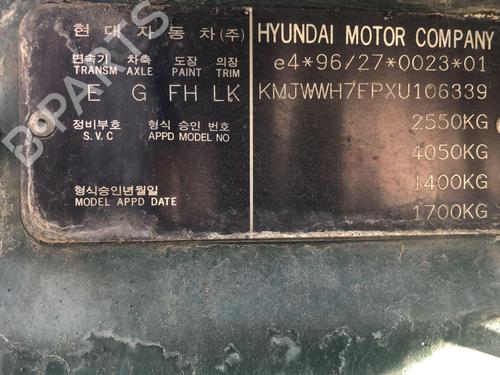 현대자동차(주)
HYUNDAI MOTOR COMPANY
변속기 차축 도장 의장
TRANSM AXLE PAINT TRIM
e4*96/27*0023*01
E G FH LK
KMJWWH7FPXU106339
정비부호 형식 승인 번호
S.V.C APPD MODEL NO
2550KG
4050KG
형식승인년월일
MODEL APPD DATE
1400KG
1700KG
B-PARTS